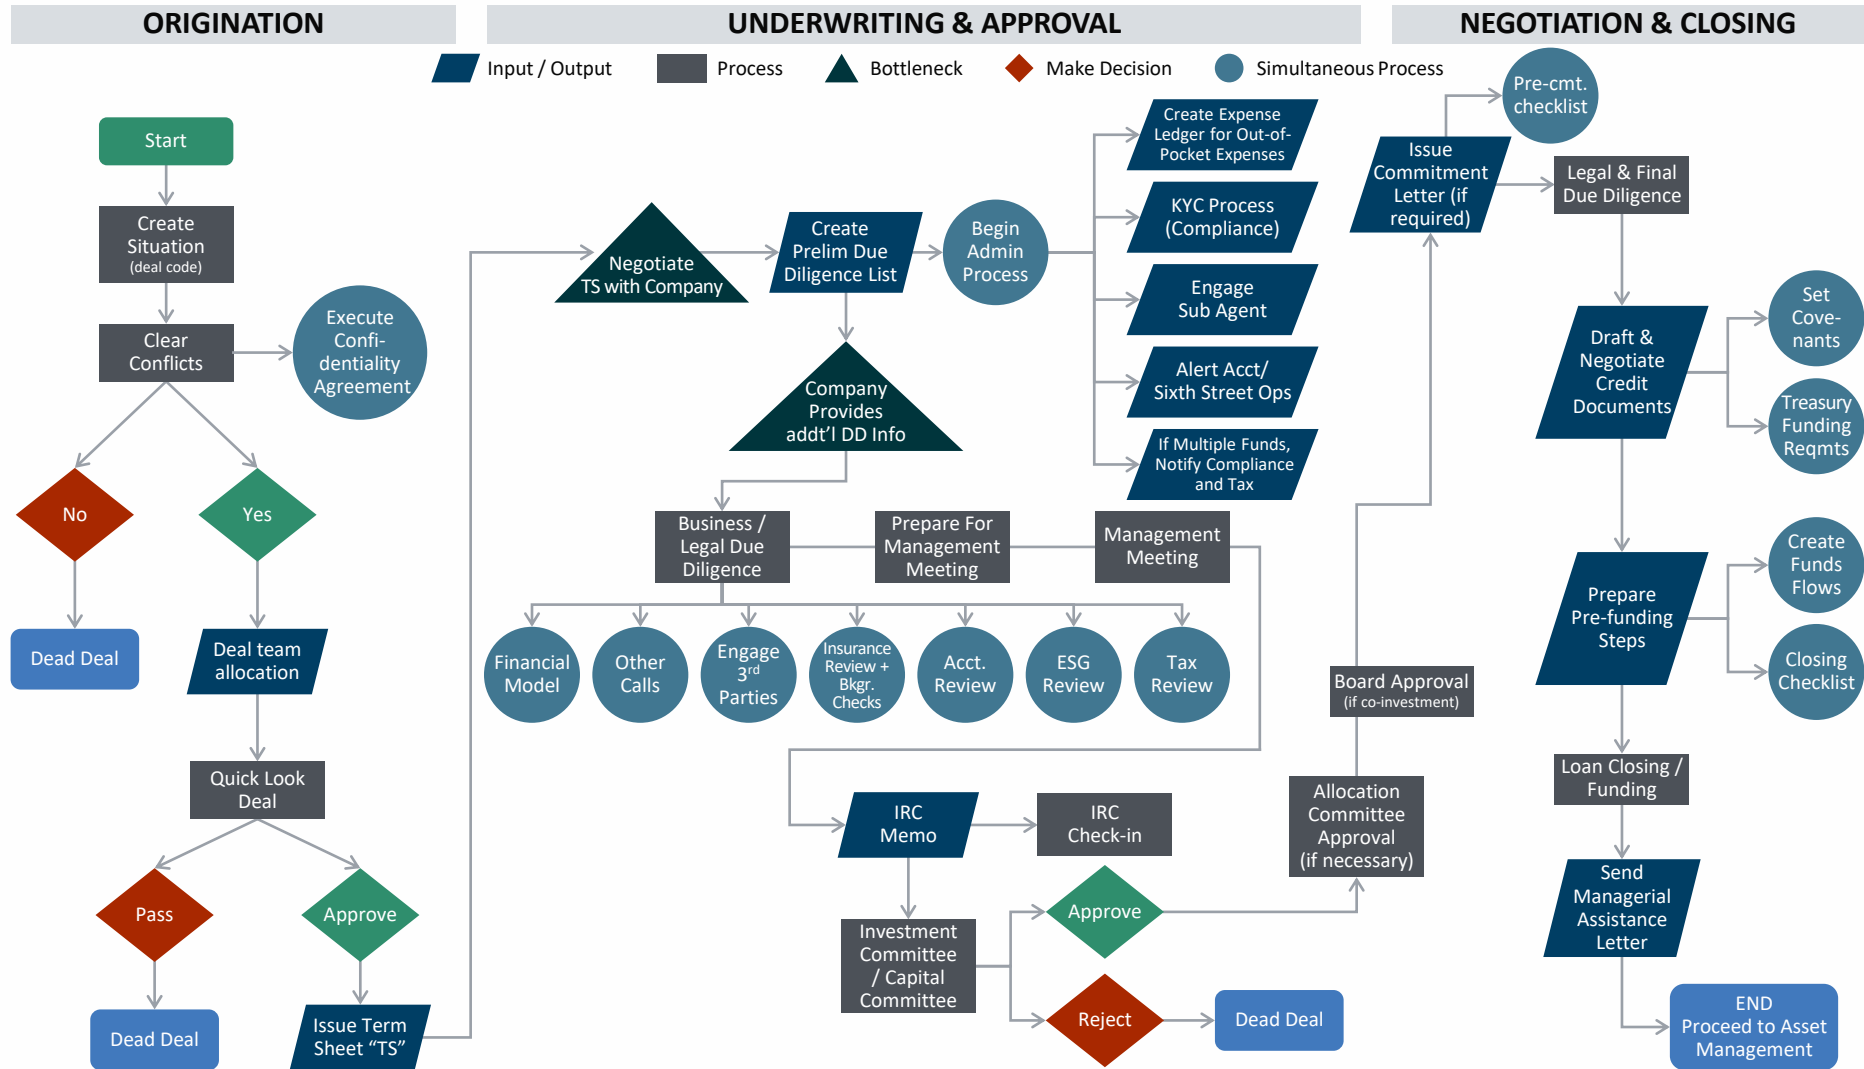 ORIGINATION
UNDERWRITING & APPROVAL
NEGOTIATION & CLOSING
Input / Output
Process
Bottleneck
Make Decision
Simultaneous Process
Start
Create
Situation
(deal code)
Clear
Conflicts
Execute
Confi-
dentiality
Agreement
No
Yes
Dead Deal
Deal team
allocation
Quick Look
Deal
Pass
Approve
Dead Deal
Issue Term
Sheet “TS”
Negotiate
TS with Company
Create
Prelim Due
Diligence List
Begin
Admin
Process
Create Expense
Ledger for Out-of-
Pocket Expenses
KYC Process
(Compliance)
Engage
Sub Agent
Alert Acct/
Sixth Street Ops
If Multiple Funds,
Notify Compliance
and Tax
Company
Provides
addt’l DD Info
Business /
Legal Due
Diligence
Prepare For
Management
Meeting
Management
Meeting
Financial
Model
Other
Calls
Engage
3rd
Parties
Insurance
Review +
Bkgr.
Checks
Acct.
Review
ESG
Review
Tax
Review
IRC
Memo
IRC
Check-in
Investment
Committee
/ Capital
Committee
Approve
Reject
Dead Deal
Allocation
Committee
Approval
(if necessary)
Board Approval
(if co-investment)
Issue
Commitment
Letter (if
required)
Pre-cmt.
checklist
Legal & Final
Due Diligence
Draft &
Negotiate
Credit
Documents
Set
Cove-
nants
Treasury
Funding
Reqmts
Prepare
Pre-funding
Steps
Create
Funds
Flows
Closing
Checklist
Loan Closing /
Funding
Send
Managerial
Assistance
Letter
END
Proceed to Asset
Management